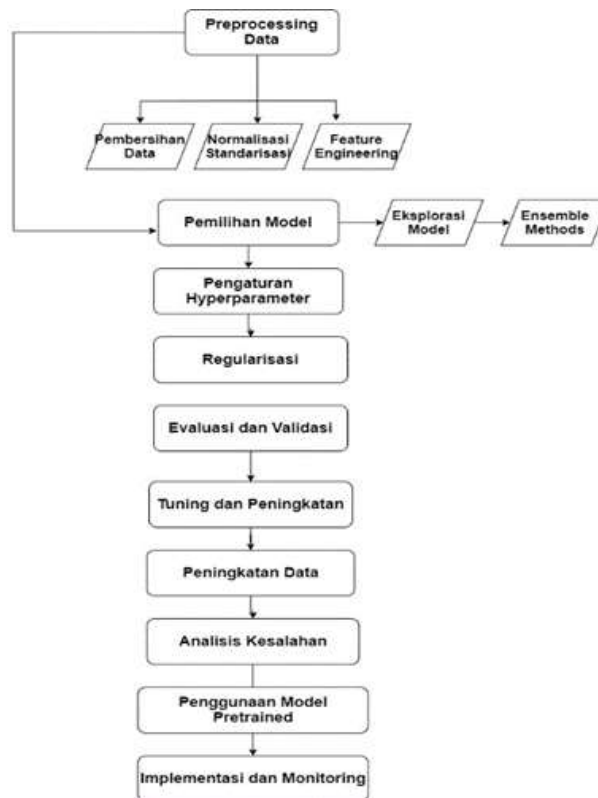 Preprocessing
Data
Pembersihan
Data
Normalisasi
Standarisasi
Feature
Engineering
Pemilihan Model
Eksplorasi
Model
Ensemble
Methods
Pengaturan
Hyperparameter
Regularisasi
Evaluasi dan Validasi
Tuning dan Peningkatan
Peningkatan Data
Analisis Kesalahan
Penggunaan Model
Pretrained
Implementasi dan Monitoring